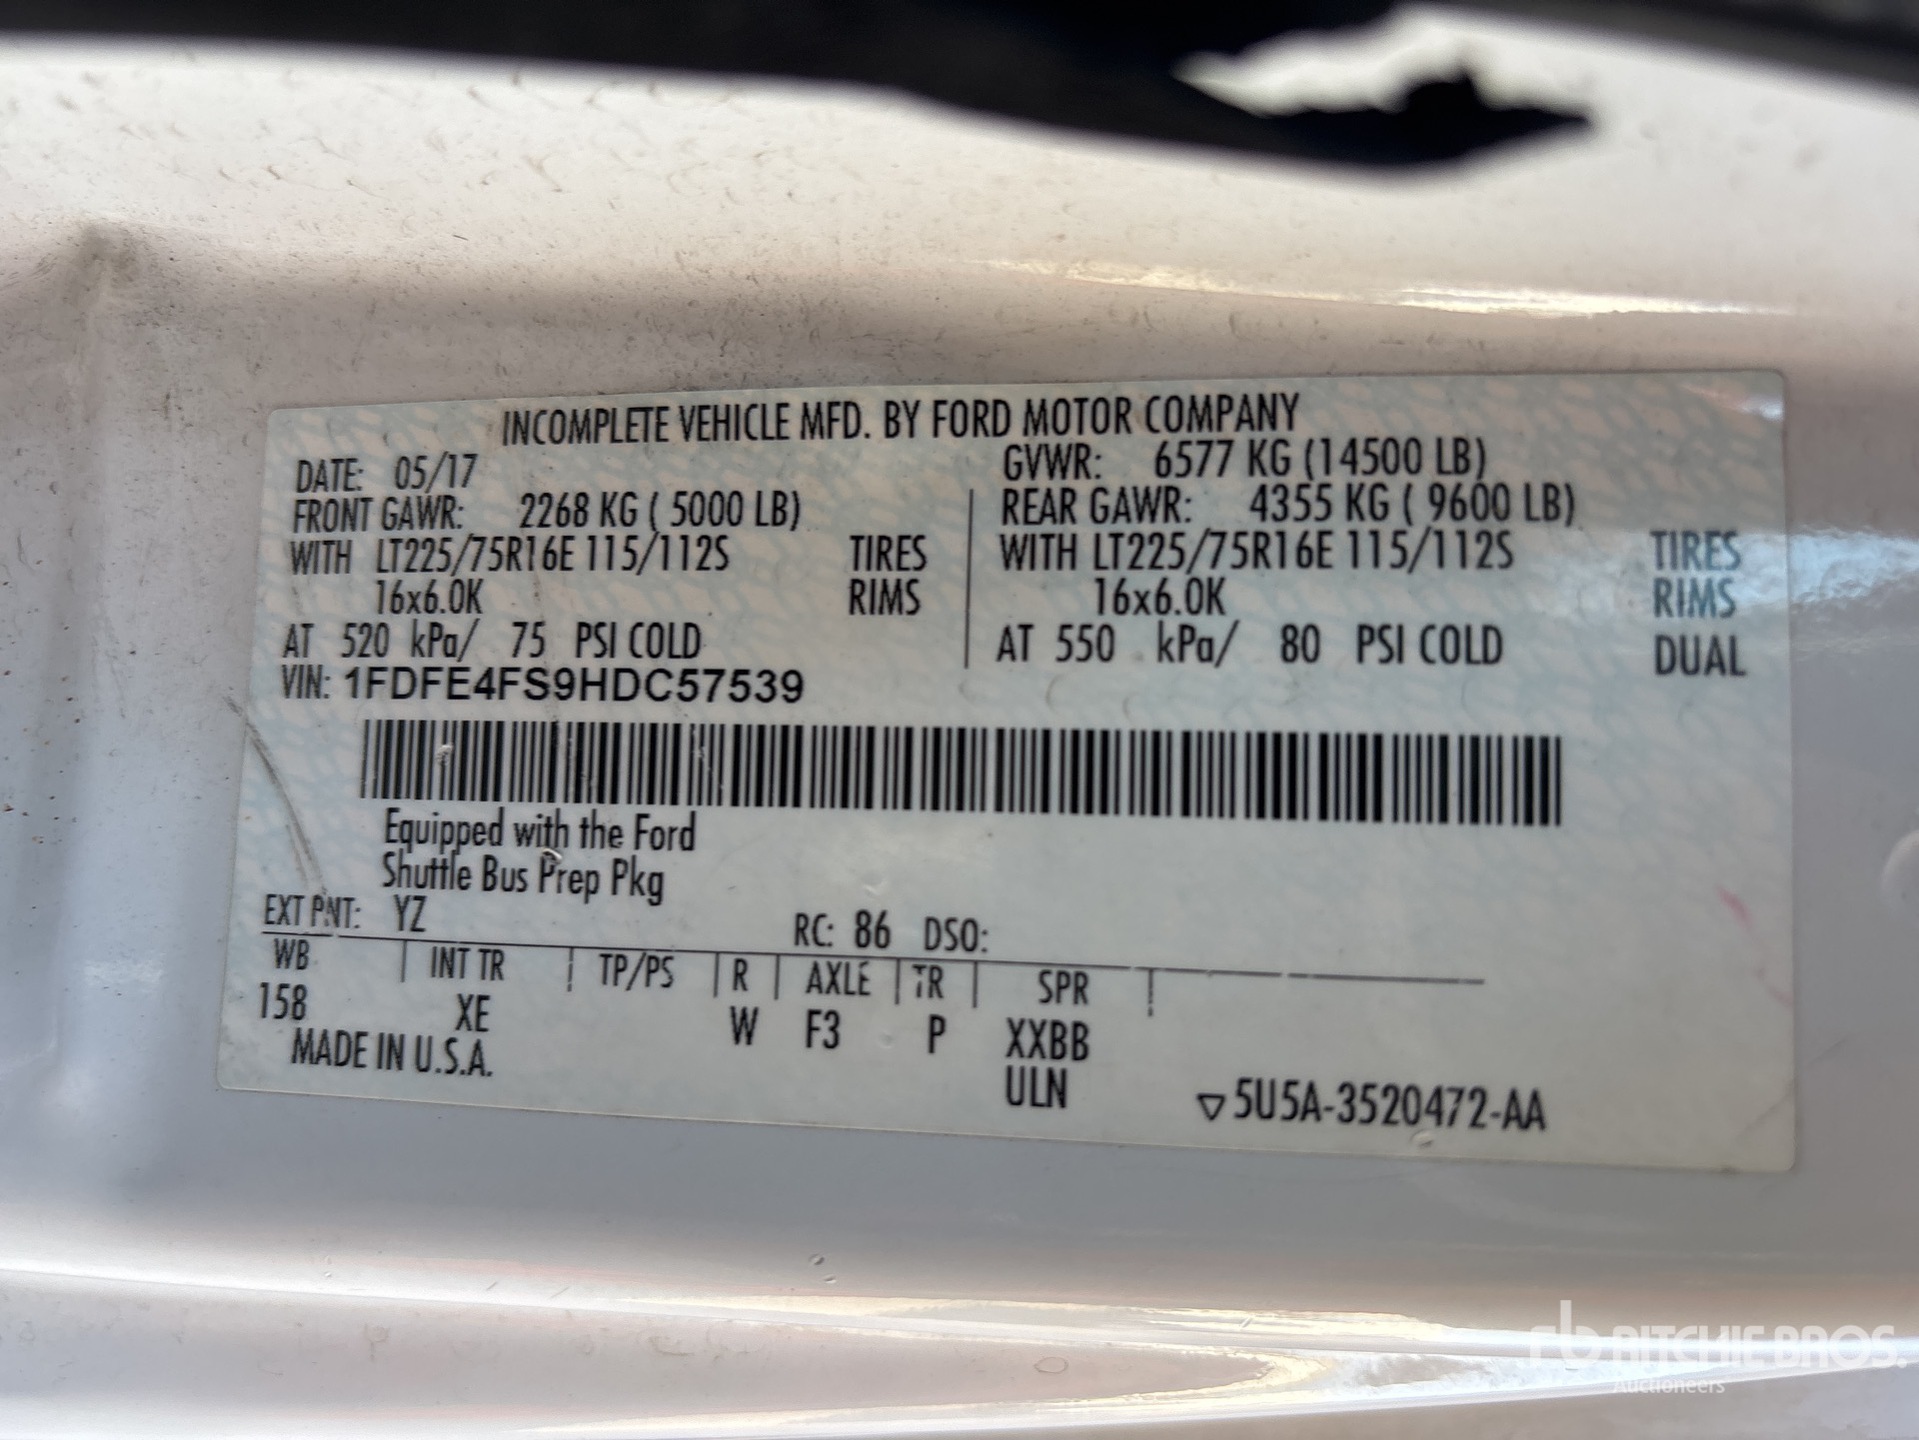 INCOMPLETE VEHICLE MFD. BY FORD MOTOR COMPANY
DATE: 05/17 GVWR: 6577 KG (14500 LB)
FRONT GAWR: 2268 KG ( 5000 LB) REAR GAWR: 4355 KG ( 9600 LB)
WITH LT225/75R16E 115/112S TIRES WITH LT225/75R16E 115/112S TIRES
16x6.0K RIMS 16x6.0K RIMS
AT 520 kPa/ 75 PSI COLD AT 550 kPa/ 80 PSI COLD DUAL
VIN: 1FDFE4FS9HDC57539
Equipped with the Ford
Shuttle Bus Prep Pkg
EXT PNT: YZ RC: 86 DSO:
WB INT TR TP/PS R AXLE TR SPR
158 XE W F3 P XXBB
MADE IN U.S.A. ULN
5U5A-3520472-AA
rb RITCHIE BROS.
Auctioneers